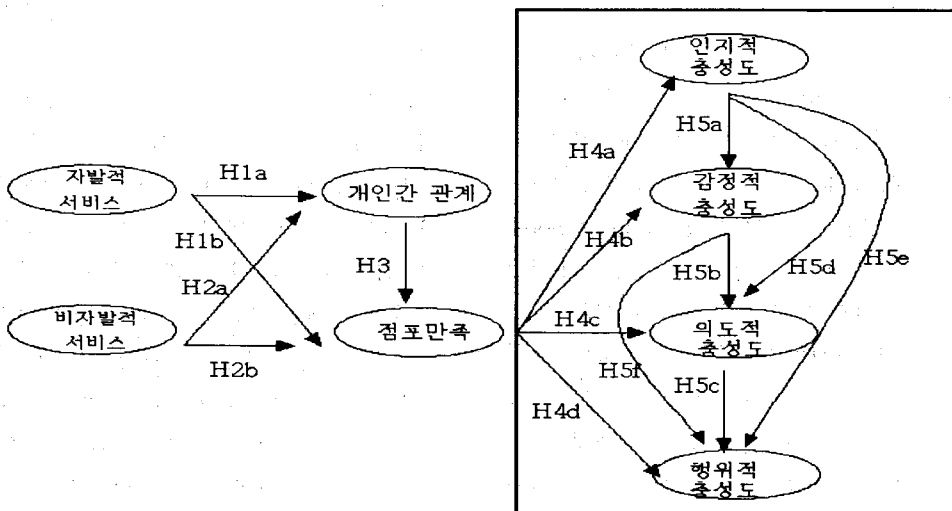 인지적
충성도
H5a
H4a
자발적
서비스
H1a
개인간 관계
감정적
충성도
H1b
H4b
H3
H5b
H5d
H5e
H2a
비자발적
서비스
점포만족
H4c
의도적
충성도
H2b
H5f
H5c
H4d
행위적
충성도